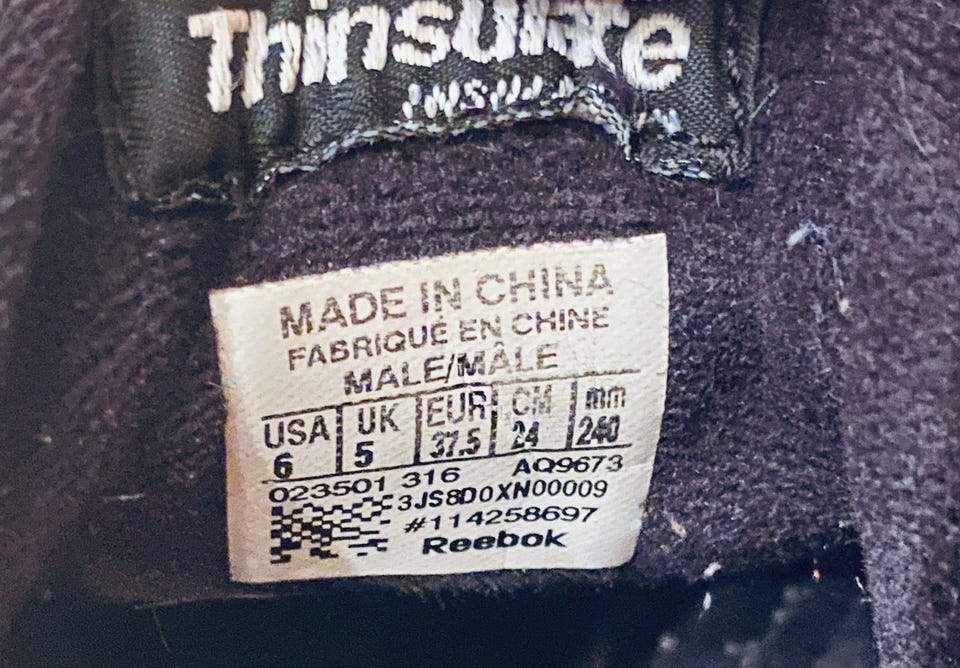 Thinsulate
MADE IN CHINA
FABRIQUÉ EN CHINE
MALE/MÂLE
USA UK EUR CM mm
6 5 37.5 24 240
023501 316 AQ9673
3JS8D0XN00009
#114258697
Reebok